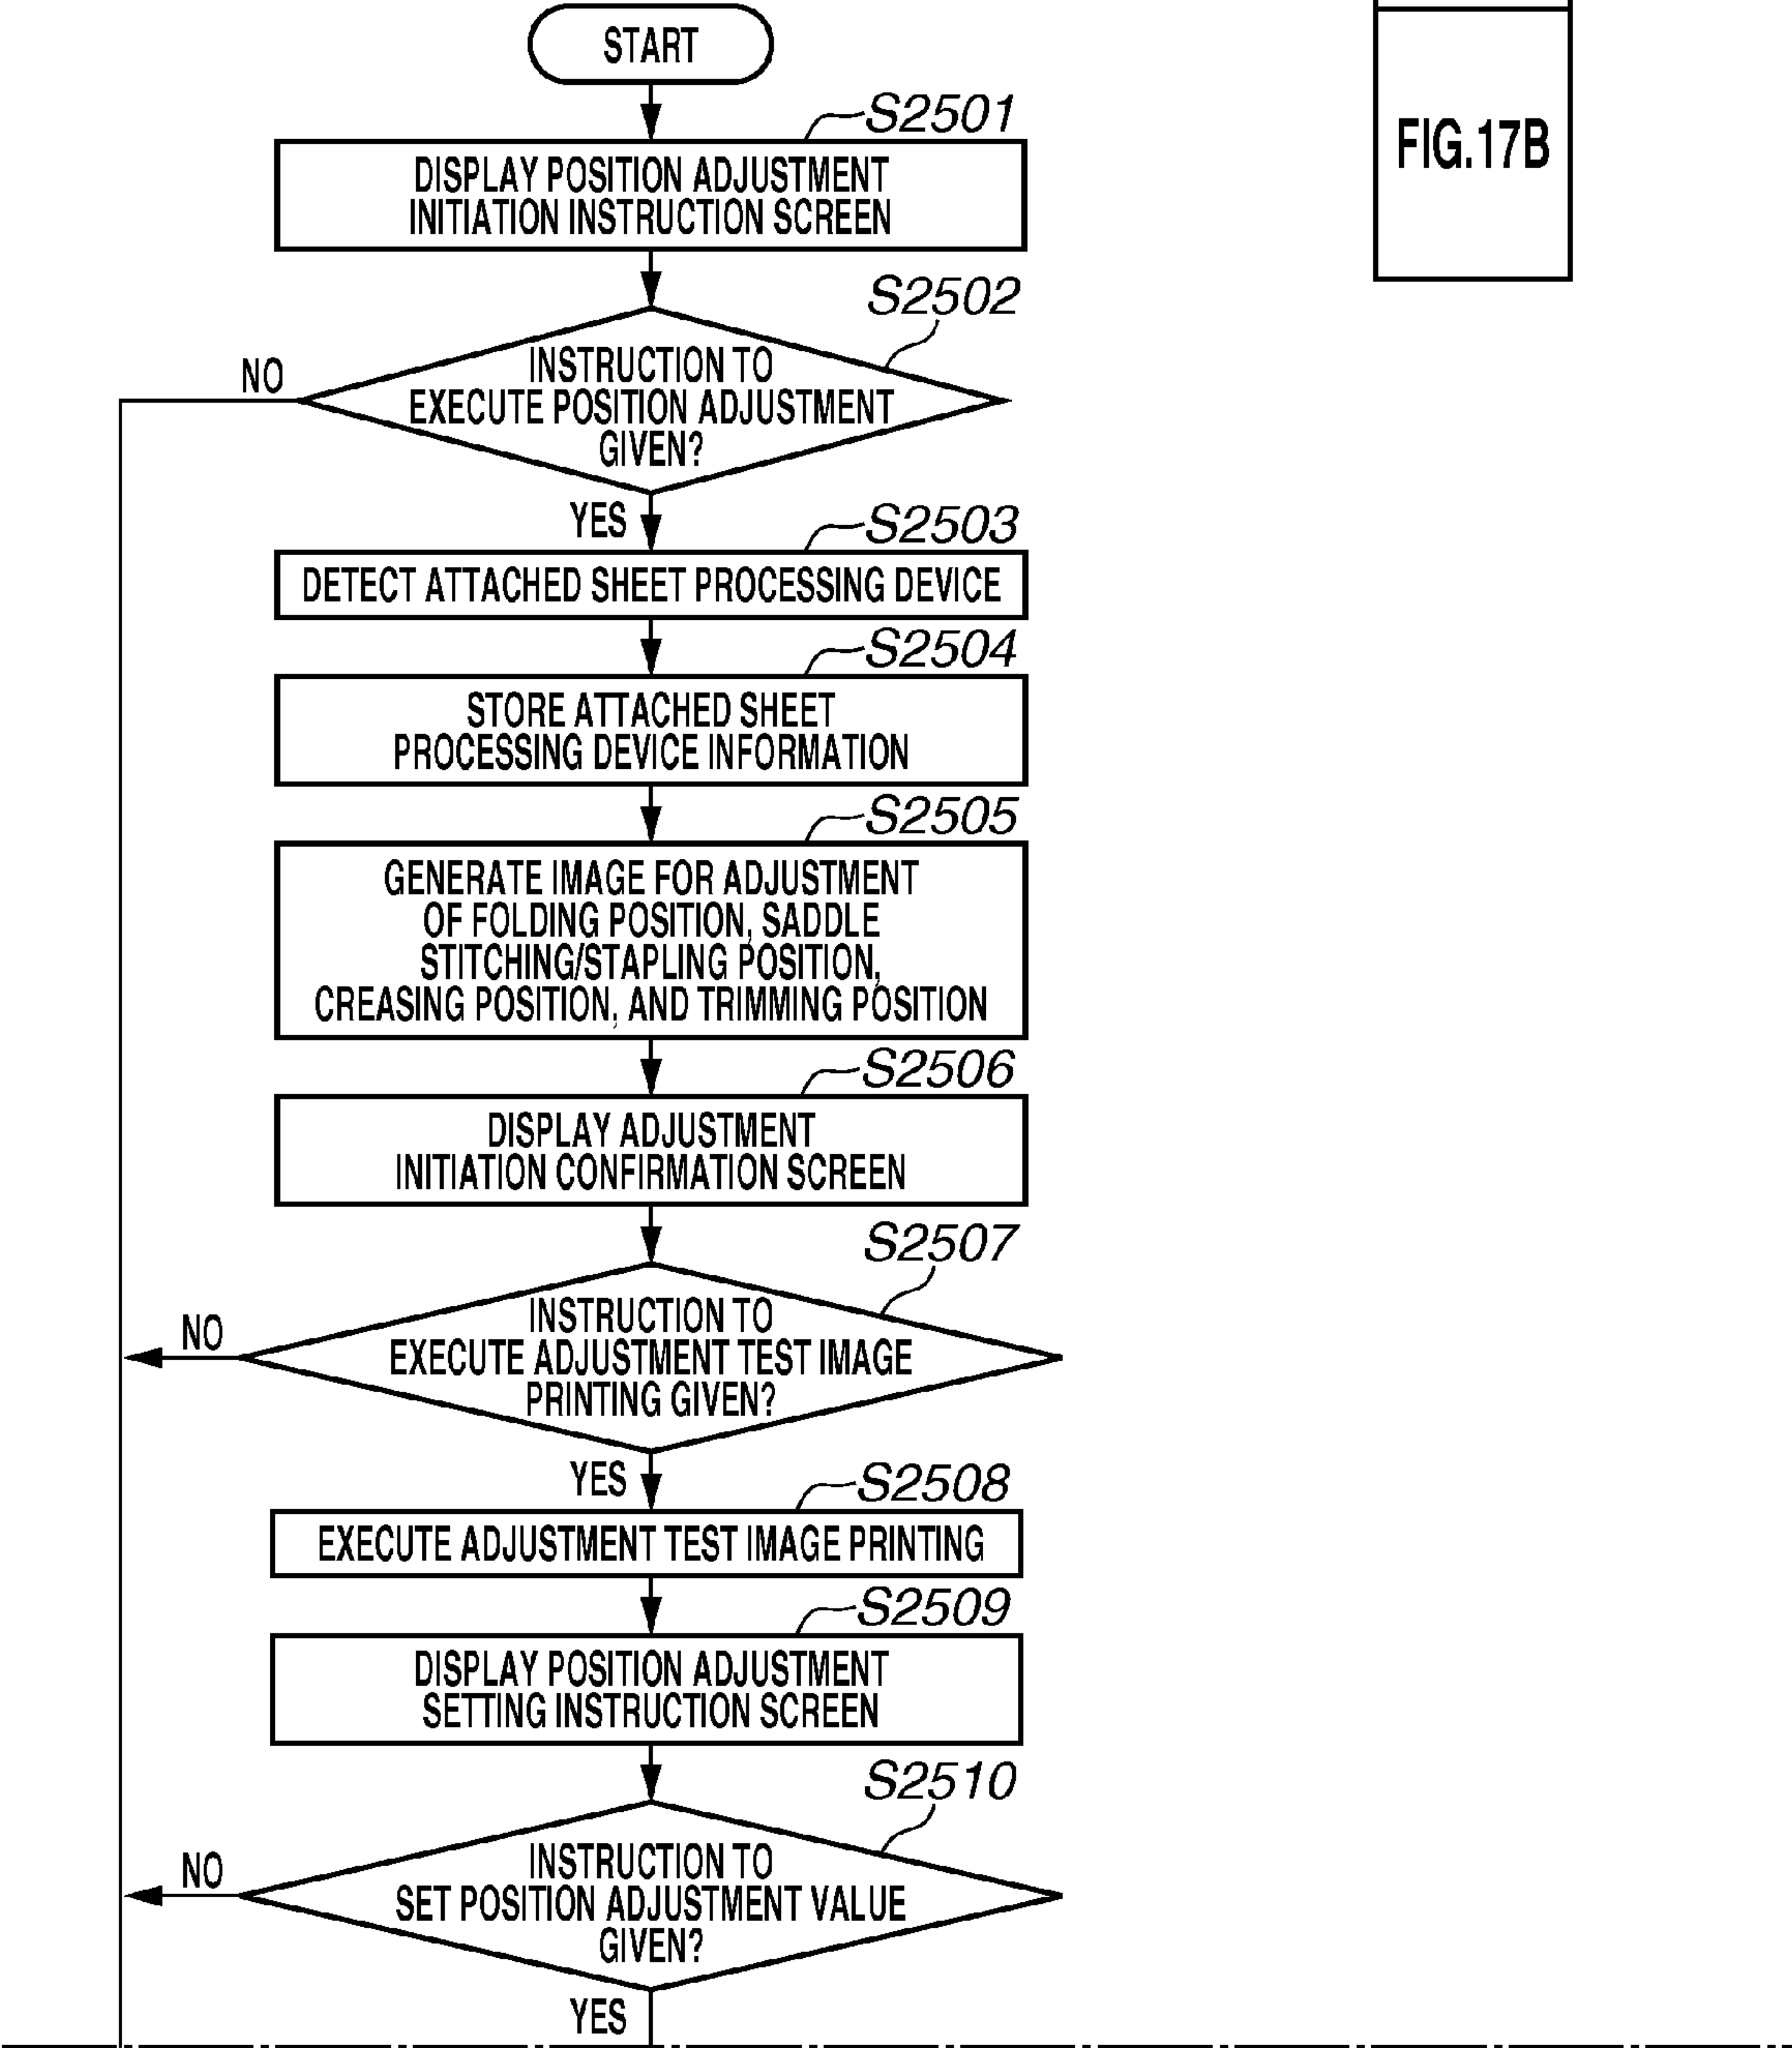 START
FIG.17B
S2501
DISPLAY POSITION ADJUSTMENT
INITIATION INSTRUCTION SCREEN
S2502
INSTRUCTION TO
EXECUTE POSITION ADJUSTMENT
GIVEN?
NO
YES
S2503
DETECT ATTACHED SHEET PROCESSING DEVICE
S2504
STORE ATTACHED SHEET
PROCESSING DEVICE INFORMATION
S2505
GENERATE IMAGE FOR ADJUSTMENT
OF FOLDING POSITION, SADDLE
STITCHING/STAPLING POSITION,
CREASING POSITION, AND TRIMMING POSITION
S2506
DISPLAY ADJUSTMENT
INITIATION CONFIRMATION SCREEN
S2507
INSTRUCTION TO
EXECUTE ADJUSTMENT TEST IMAGE
PRINTING GIVEN?
NO
YES
S2508
EXECUTE ADJUSTMENT TEST IMAGE PRINTING
S2509
DISPLAY POSITION ADJUSTMENT
SETTING INSTRUCTION SCREEN
S2510
INSTRUCTION TO
SET POSITION ADJUSTMENT VALUE
GIVEN?
NO
YES